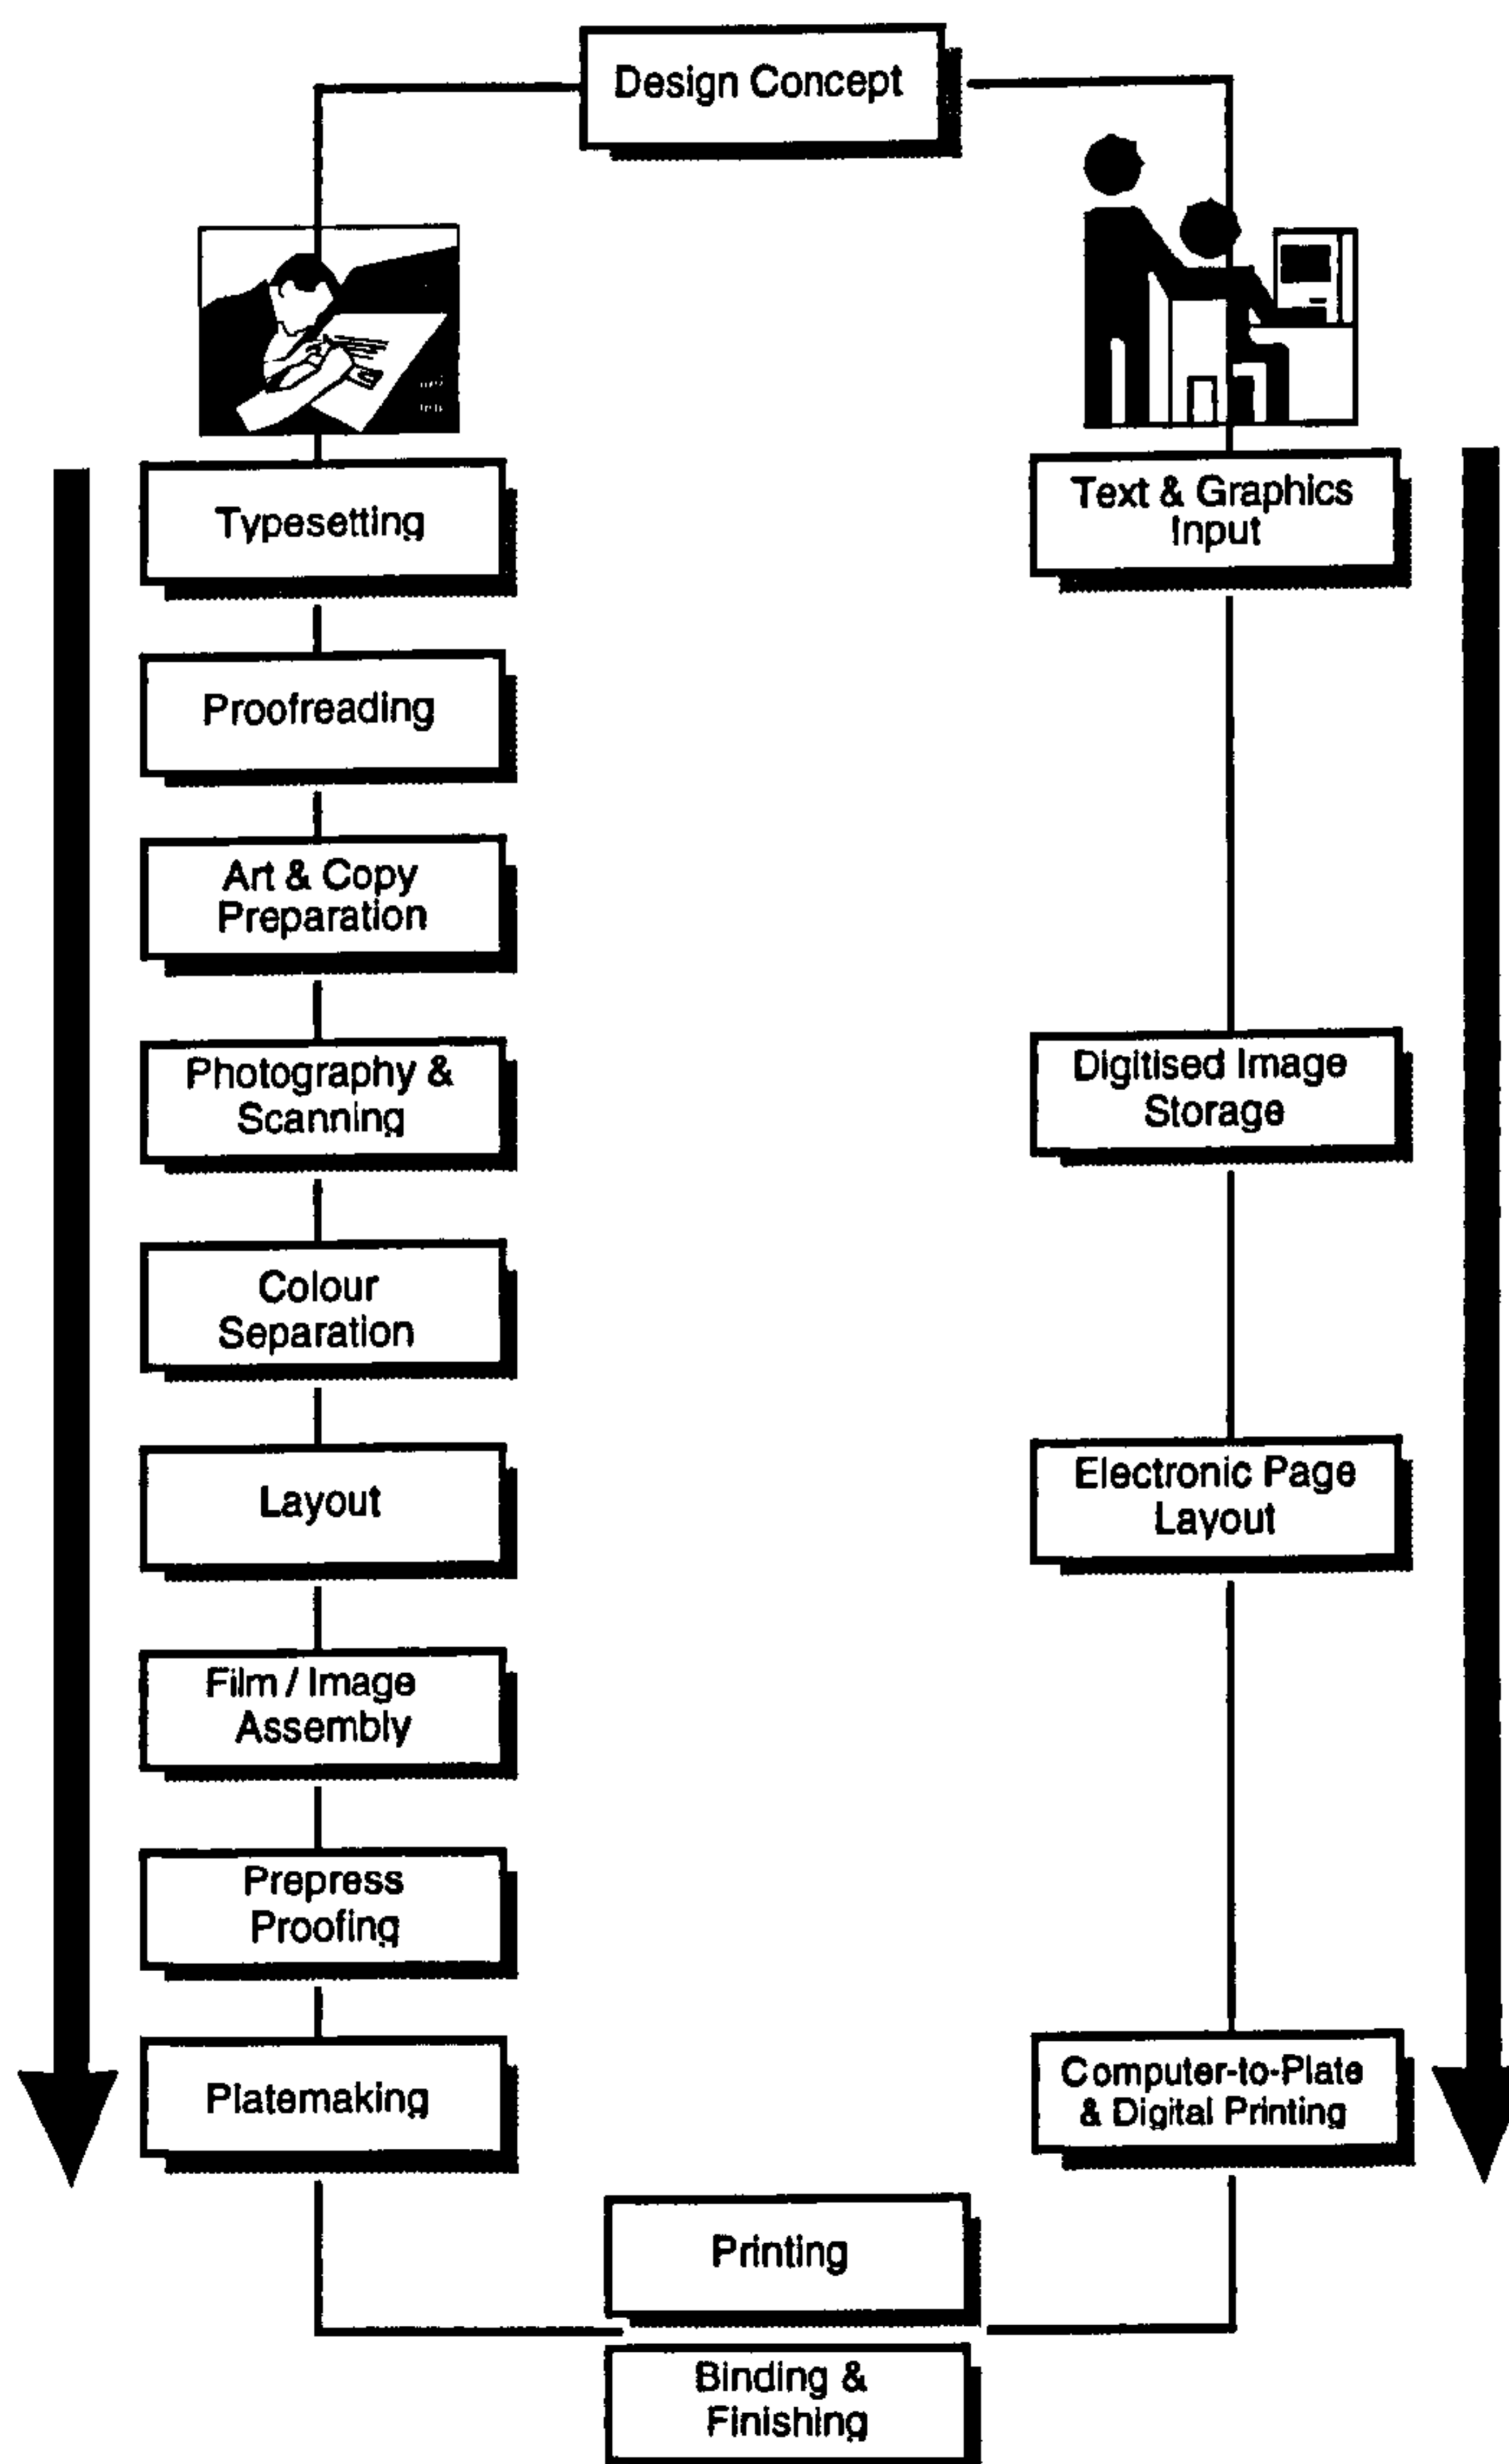 Design Concept
Typesetting
Proofreading
Art & Copy
Preparation
Photography &
Scanning
Colour
Separation
Layout
Film / Image
Assembly
Prepress
Proofing
Platemaking
Text & Graphics
Input
Digitised Image
Storage
Electronic Page
Layout
Computer-to-Plate
& Digital Printing
Printing
Binding &
Finishing